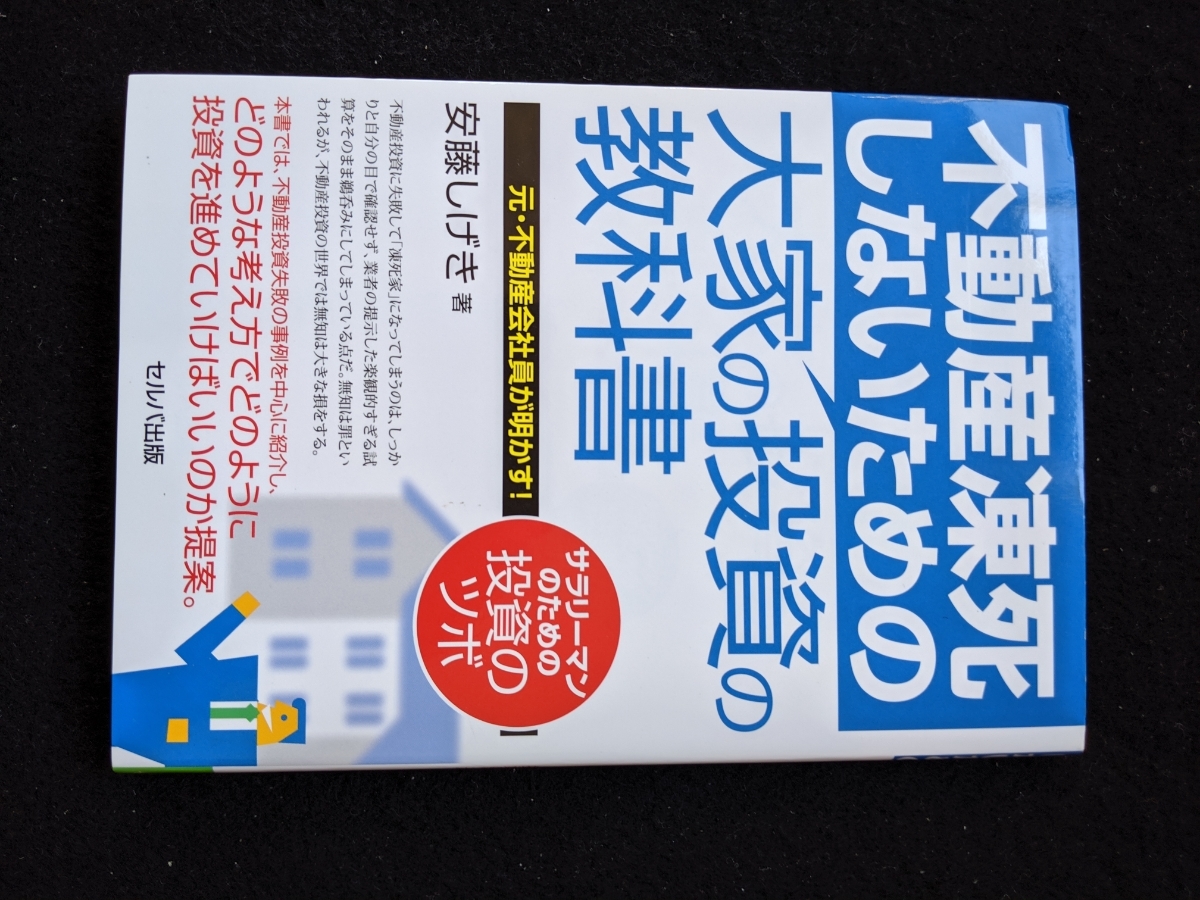 不動産凍死
しないための
大家の投資の
教科書
元・不動産会社員が明かす!
サラリーマン
のための
投資の
ツボ
安藤しげき 著
不動産投資に失敗して「凍死家」になってしまうのは、しっか
りと自分の目で確認せず、業者の提示した楽観的すぎる試
算をそのまま鵜呑みにしてしまっている点だ。無知は罪とい
われるが、不動産投資の世界では無知は大きな損をする。
本書では、不動産投資失敗の事例を中心に紹介し、
どのような考え方でどのように
投資を進めていけばいいのか提案。
セルバ出版